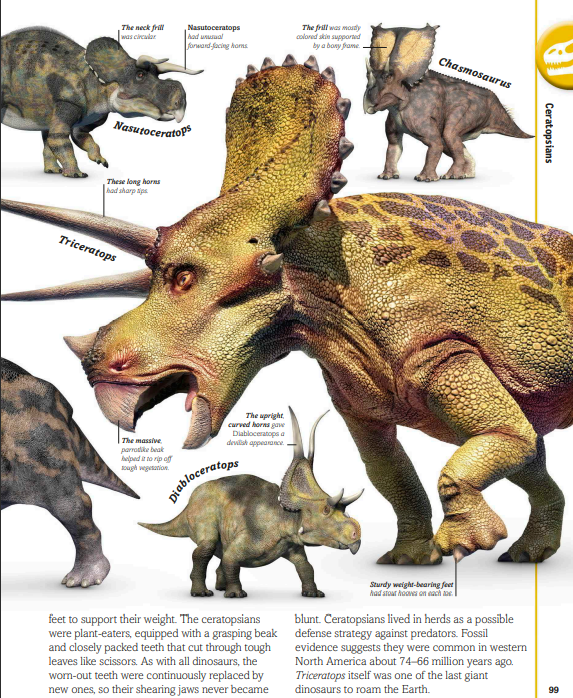 The neck frill
was circular.
Nasutoceratops
had unusual
forward-facing horns.
The frill was mostly
colored skin supported
by a bony frame.
Chasmosaurus
Ceratopsians
Nasutoceratops
These long horns
had sharp tips.
Triceratops
The massive,
parrotlike beak
helped it to rip off
tough vegetation.
The upright,
curved horns gave
Diabloceratops a
devilish appearance.
Diabloceratops
Sturdy weight-bearing feet
had stout hooves on each toe.
feet to support their weight. The ceratopsians
were plant-eaters, equipped with a grasping beak
and closely packed teeth that cut through tough
leaves like scissors. As with all dinosaurs, the
worn-out teeth were continuously replaced by
new ones, so their shearing jaws never became
blunt. Ceratopsians lived in herds as a possible
defense strategy against predators. Fossil
evidence suggests they were common in western
North America about 74–66 million years ago.
Triceratops itself was one of the last giant
dinosaurs to roam the Earth.
99